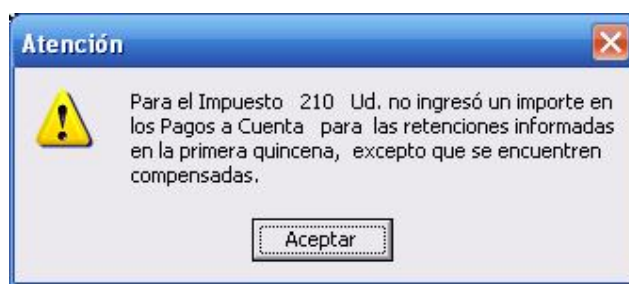 Atención
Para el Impuesto 210 Ud. no ingresó un importe en
los Pagos a Cuenta para las retenciones informadas
en la primera quincena, excepto que se encuentren
compensadas.
Aceptar